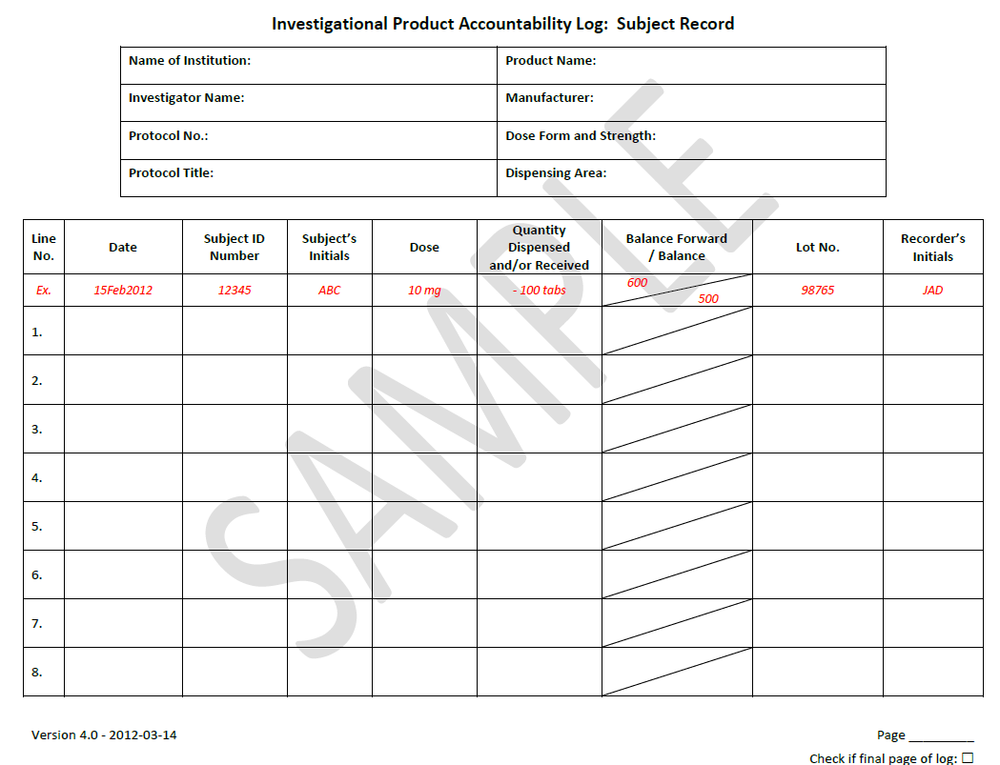 Investigational Product Accountability Log:  Subject Record
Name of Institution:
Product Name:
Investigator Name:
Manufacturer:
Protocol No.:
Dose Form and Strength:
Protocol Title:
Dispensing Area:
Line No.
Date
Subject ID Number
Subject's Initials
Dose
Quantity Dispensed and/or Received
Balance Forward / Balance
Lot No.
Recorder's Initials
Ex.
15Feb2012
12345
ABC
10 mg
- 100 tabs
600
500
98765
JAD
1.
2.
3.
4.
5.
6.
7.
8.
SAMPLE
Version 4.0 - 2012-03-14
Page _________
Check if final page of log: ☐